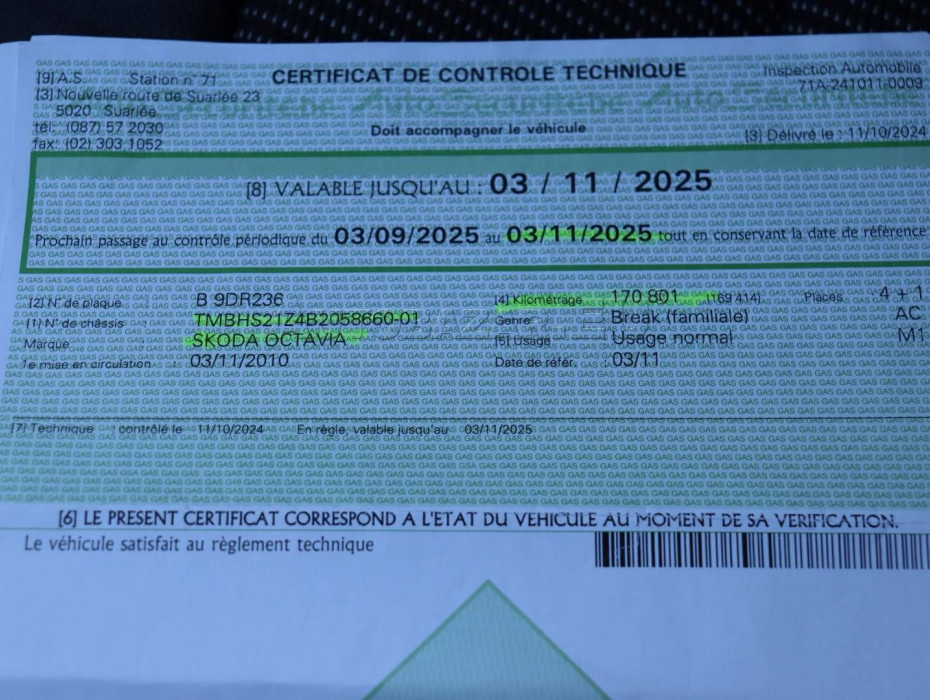 [9] A.S. Station n° 71
[3] Nouvelle route de Suarlée 23
5020 Suarlée
tél: (087) 57 2030
fax: (02) 303 1052
CERTIFICAT DE CONTROLE TECHNIQUE
Doit accompagner le véhicule
Inspection Automobile
71A-241011-0009
[3] Délivré le : 11/10/2024
[8] VALABLE JUSQU'AU : 03 / 11 / 2025
Prochain passage au contrôle périodique du 03/09/2025 au 03/11/2025 tout en conservant la date de référence
[2] N° de plaque B 9DR236 [4] Kilométrage 170 801 (169 414) Places 4 + 1
[1] N° de châssis TMBHS21Z4B2058660-01 Genre Break (familiale) AC
Marque SKODA OCTAVIA [5] Usage Usage normal M1
1e mise en circulation 03/11/2010 Date de référ. 03/11
[7] Technique : contrôlé le 11/10/2024 En règle, valable jusqu'au 03/11/2025
[6] LE PRESENT CERTIFICAT CORRESPOND A L'ETAT DU VEHICULE AU MOMENT DE SA VERIFICATION.
Le véhicule satisfait au règlement technique